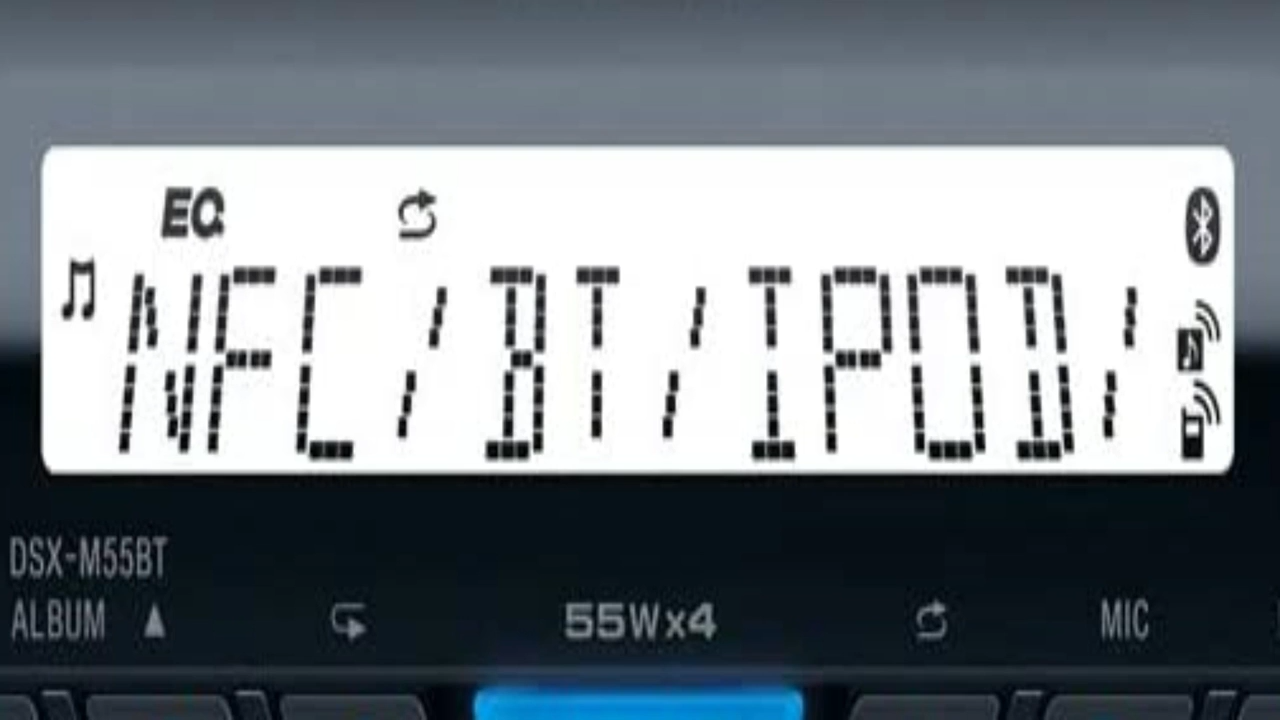 EQ
NFC/BT/IPOD/
DSX-M55BT
ALBUM ▲ 55Wx4 MIC